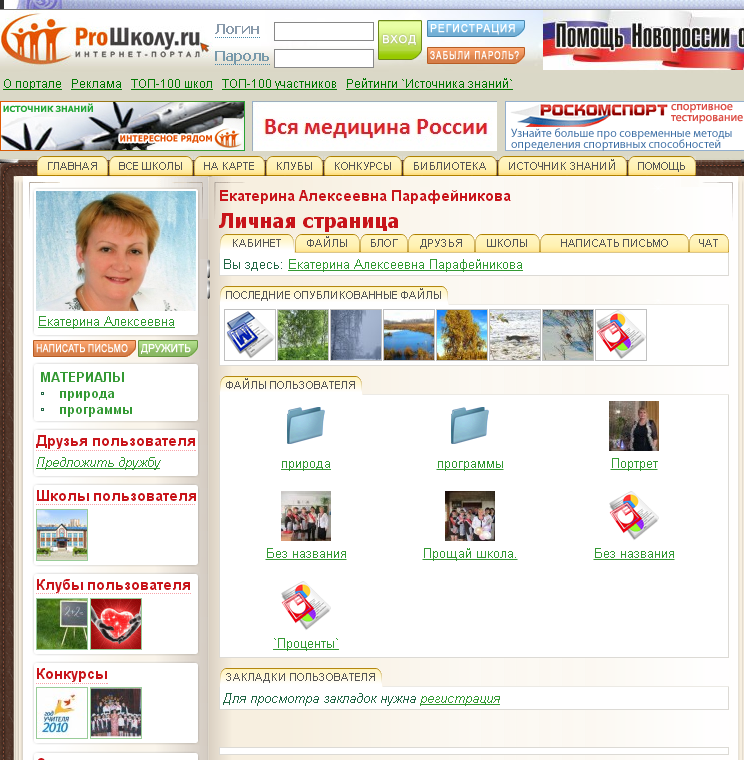 ProШколу.ru
ИНТЕРНЕТ-ПОРТАЛ
Логин
Пароль
ВХОД
РЕГИСТРАЦИЯ
ЗАБЫЛИ ПАРОЛЬ?
Помощь Новороссии
О портале Реклама ТОП-100 школ ТОП-100 участников Рейтинги `Источника знаний`
ИСТОЧНИК ЗНАНИЙ
ИНТЕРЕСНОЕ РЯДОМ
Вся медицина России
РОСКОМСПОРТ спортивное тестирование
Узнайте больше про современные методы
определения спортивных способностей
ГЛАВНАЯ ВСЕ ШКОЛЫ НА КАРТЕ КЛУБЫ КОНКУРСЫ БИБЛИОТЕКА ИСТОЧНИК ЗНАНИЙ ПОМОЩЬ
Екатерина Алексеевна
НАПИСАТЬ ПИСЬМО ДРУЖИТЬ
МАТЕРИАЛЫ
природа
программы
Друзья пользователя
Предложить дружбу
Школы пользователя
Клубы пользователя
2+2=
Конкурсы
ГОД
УЧИТЕЛЯ
2010
Екатерина Алексеевна Парафейникова
Личная страница
КАБИНЕТ ФАЙЛЫ БЛОГ ДРУЗЬЯ ШКОЛЫ НАПИСАТЬ ПИСЬМО ЧАТ
Вы здесь: Екатерина Алексеевна Парафейникова
ПОСЛЕДНИЕ ОПУБЛИКОВАННЫЕ ФАЙЛЫ
ФАЙЛЫ ПОЛЬЗОВАТЕЛЯ
природа программы Портрет
Без названия Прощай школа. Без названия
`Проценты`
ЗАКЛАДКИ ПОЛЬЗОВАТЕЛЯ
Для просмотра закладок нужна регистрация